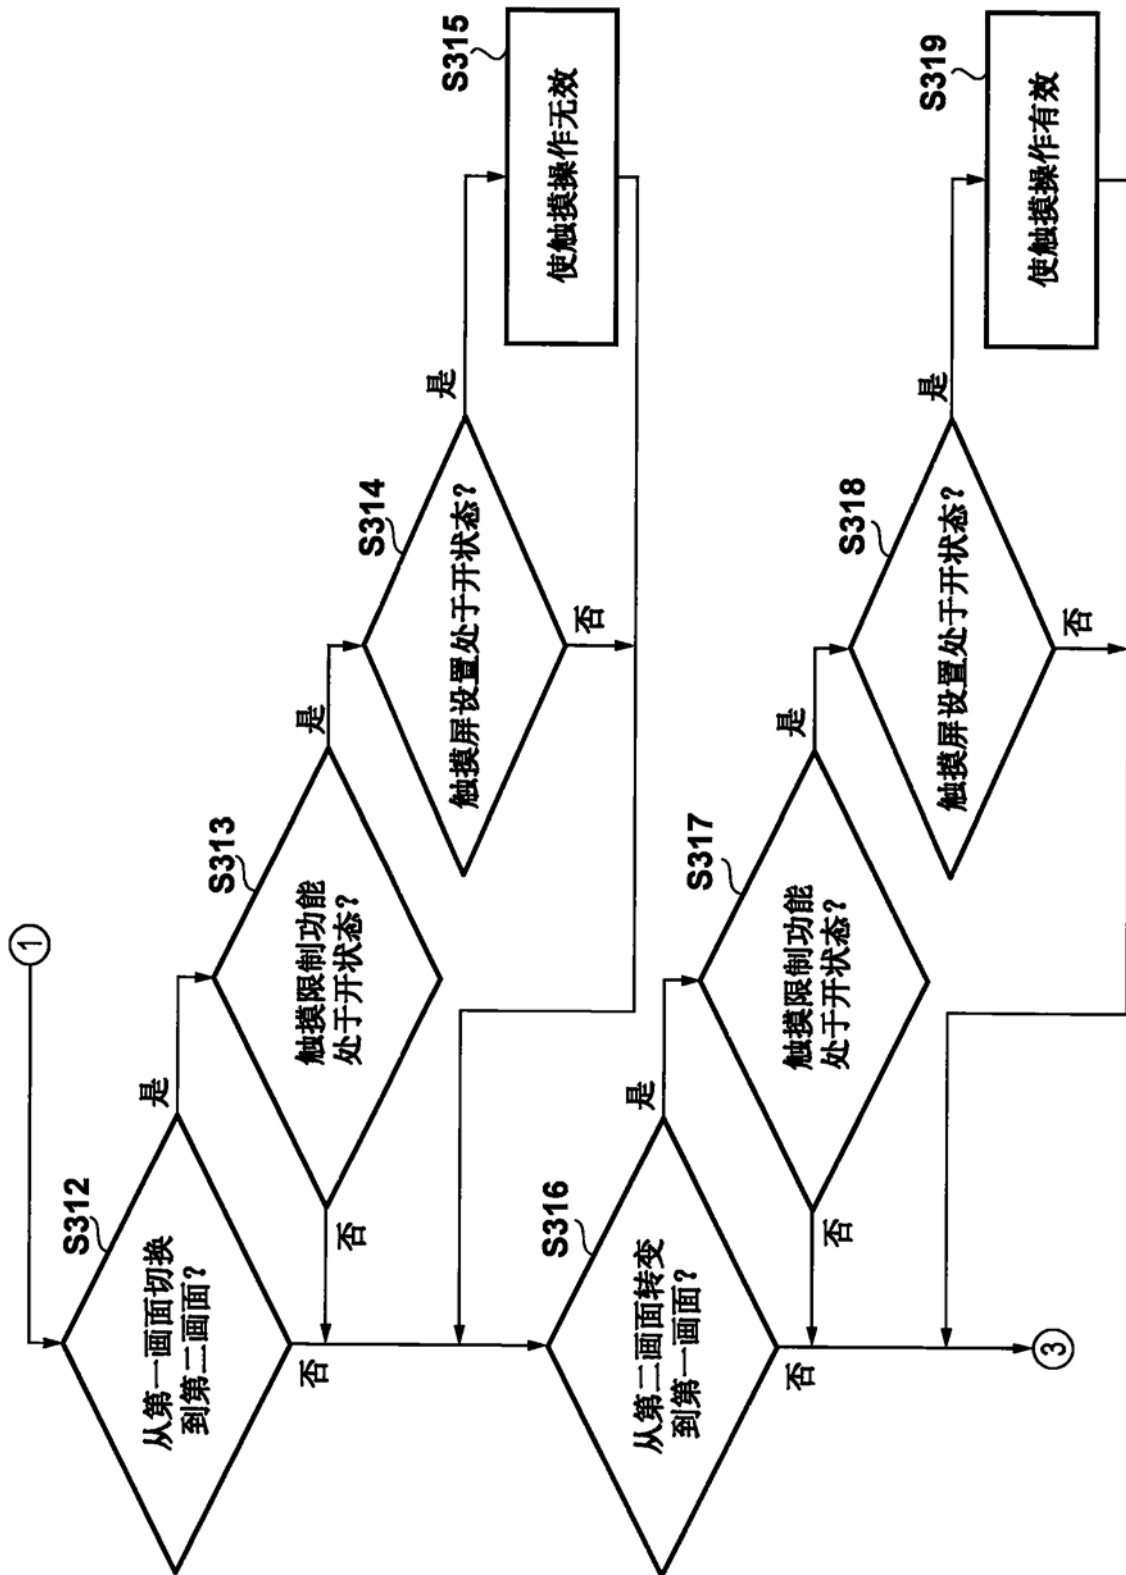 ①
S312
从第一画面切换
到第二画面?
是
否
S313
触摸限制功能
处于开状态?
是
否
S314
触摸屏设置处于开状态?
是
否
S315
使触摸操作无效
S316
从第二画面转变
到第一画面?
是
否
S317
触摸限制功能
处于开状态?
是
否
S318
触摸屏设置处于开状态?
是
否
S319
使触摸操作有效
③